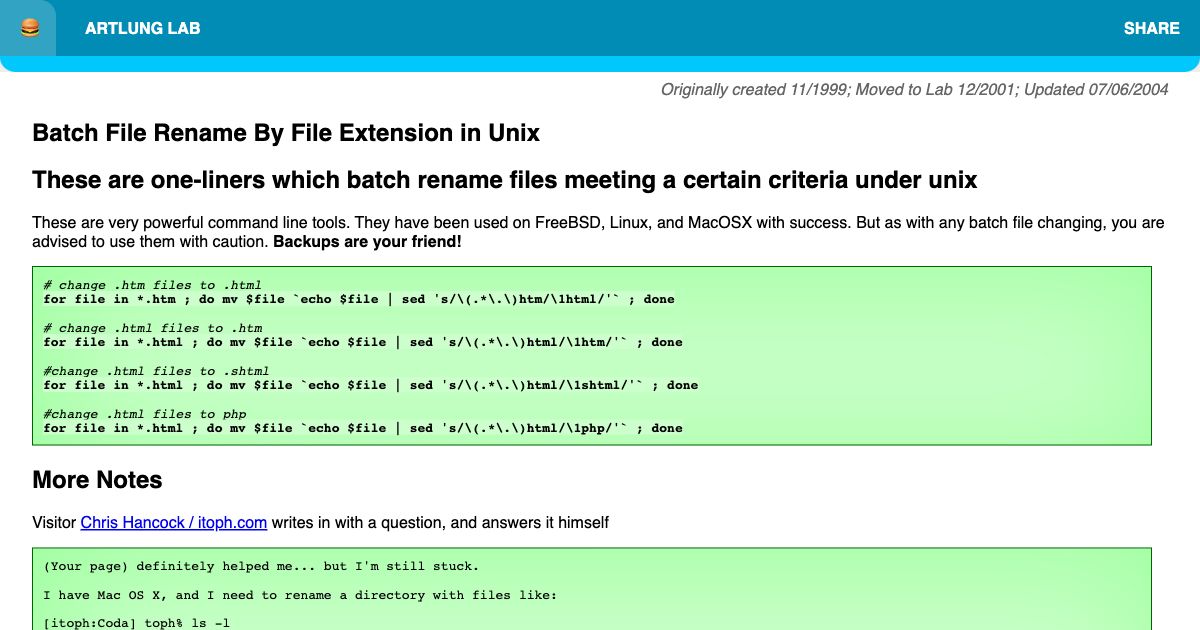 ARTLUNG LAB
SHARE
Originally created 11/1999; Moved to Lab 12/2001; Updated 07/06/2004
Batch File Rename By File Extension in Unix
These are one-liners which batch rename files meeting a certain criteria under unix
These are very powerful command line tools. They have been used on FreeBSD, Linux, and MacOSX with success. But as with any batch file changing, you are
advised to use them with caution. Backups are your friend!
# change .htm files to .html
for file in *.htm ; do mv $file `echo $file | sed 's/\(.*\.\)htm/\1html/'` ; done
# change .html files to .htm
for file in *.html ; do mv $file `echo $file | sed 's/\(.*\.\)html/\1htm/'` ; done
#change .html files to .shtml
for file in *.html ; do mv $file `echo $file | sed 's/\(.*\.\)html/\1shtml/'` ; done
#change .html files to php
for file in *.html ; do mv $file `echo $file | sed 's/\(.*\.\)html/\1php/'` ; done
More Notes
Visitor Chris Hancock / itoph.com writes in with a question, and answers it himself
(Your page) definitely helped me... but I'm still stuck.
I have Mac OS X, and I need to rename a directory with files like:
[itoph:Coda] toph% ls -l